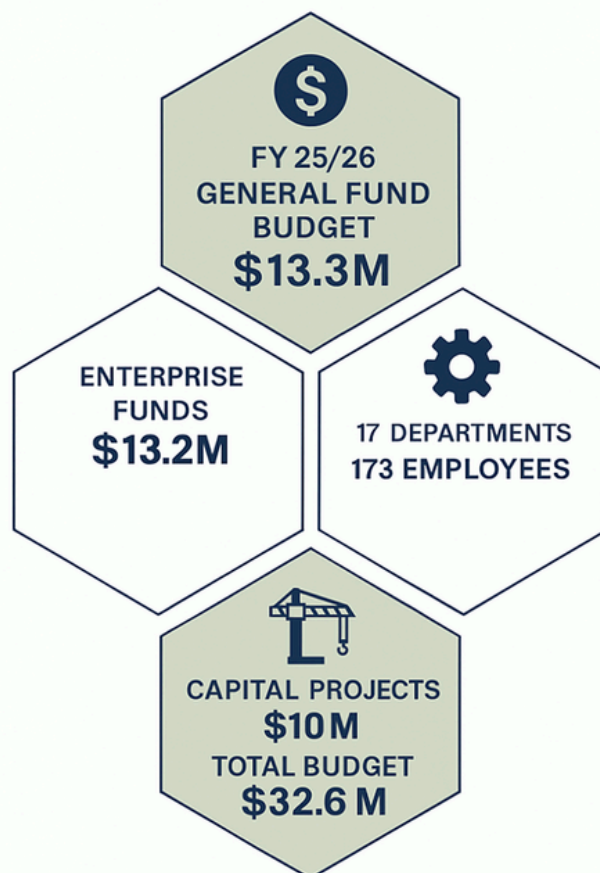 $
FY 25/26
GENERAL FUND
BUDGET
$13.3M
ENTERPRISE
FUNDS
$13.2M
17 DEPARTMENTS
173 EMPLOYEES
CAPITAL PROJECTS
$10M
TOTAL BUDGET
$32.6 M